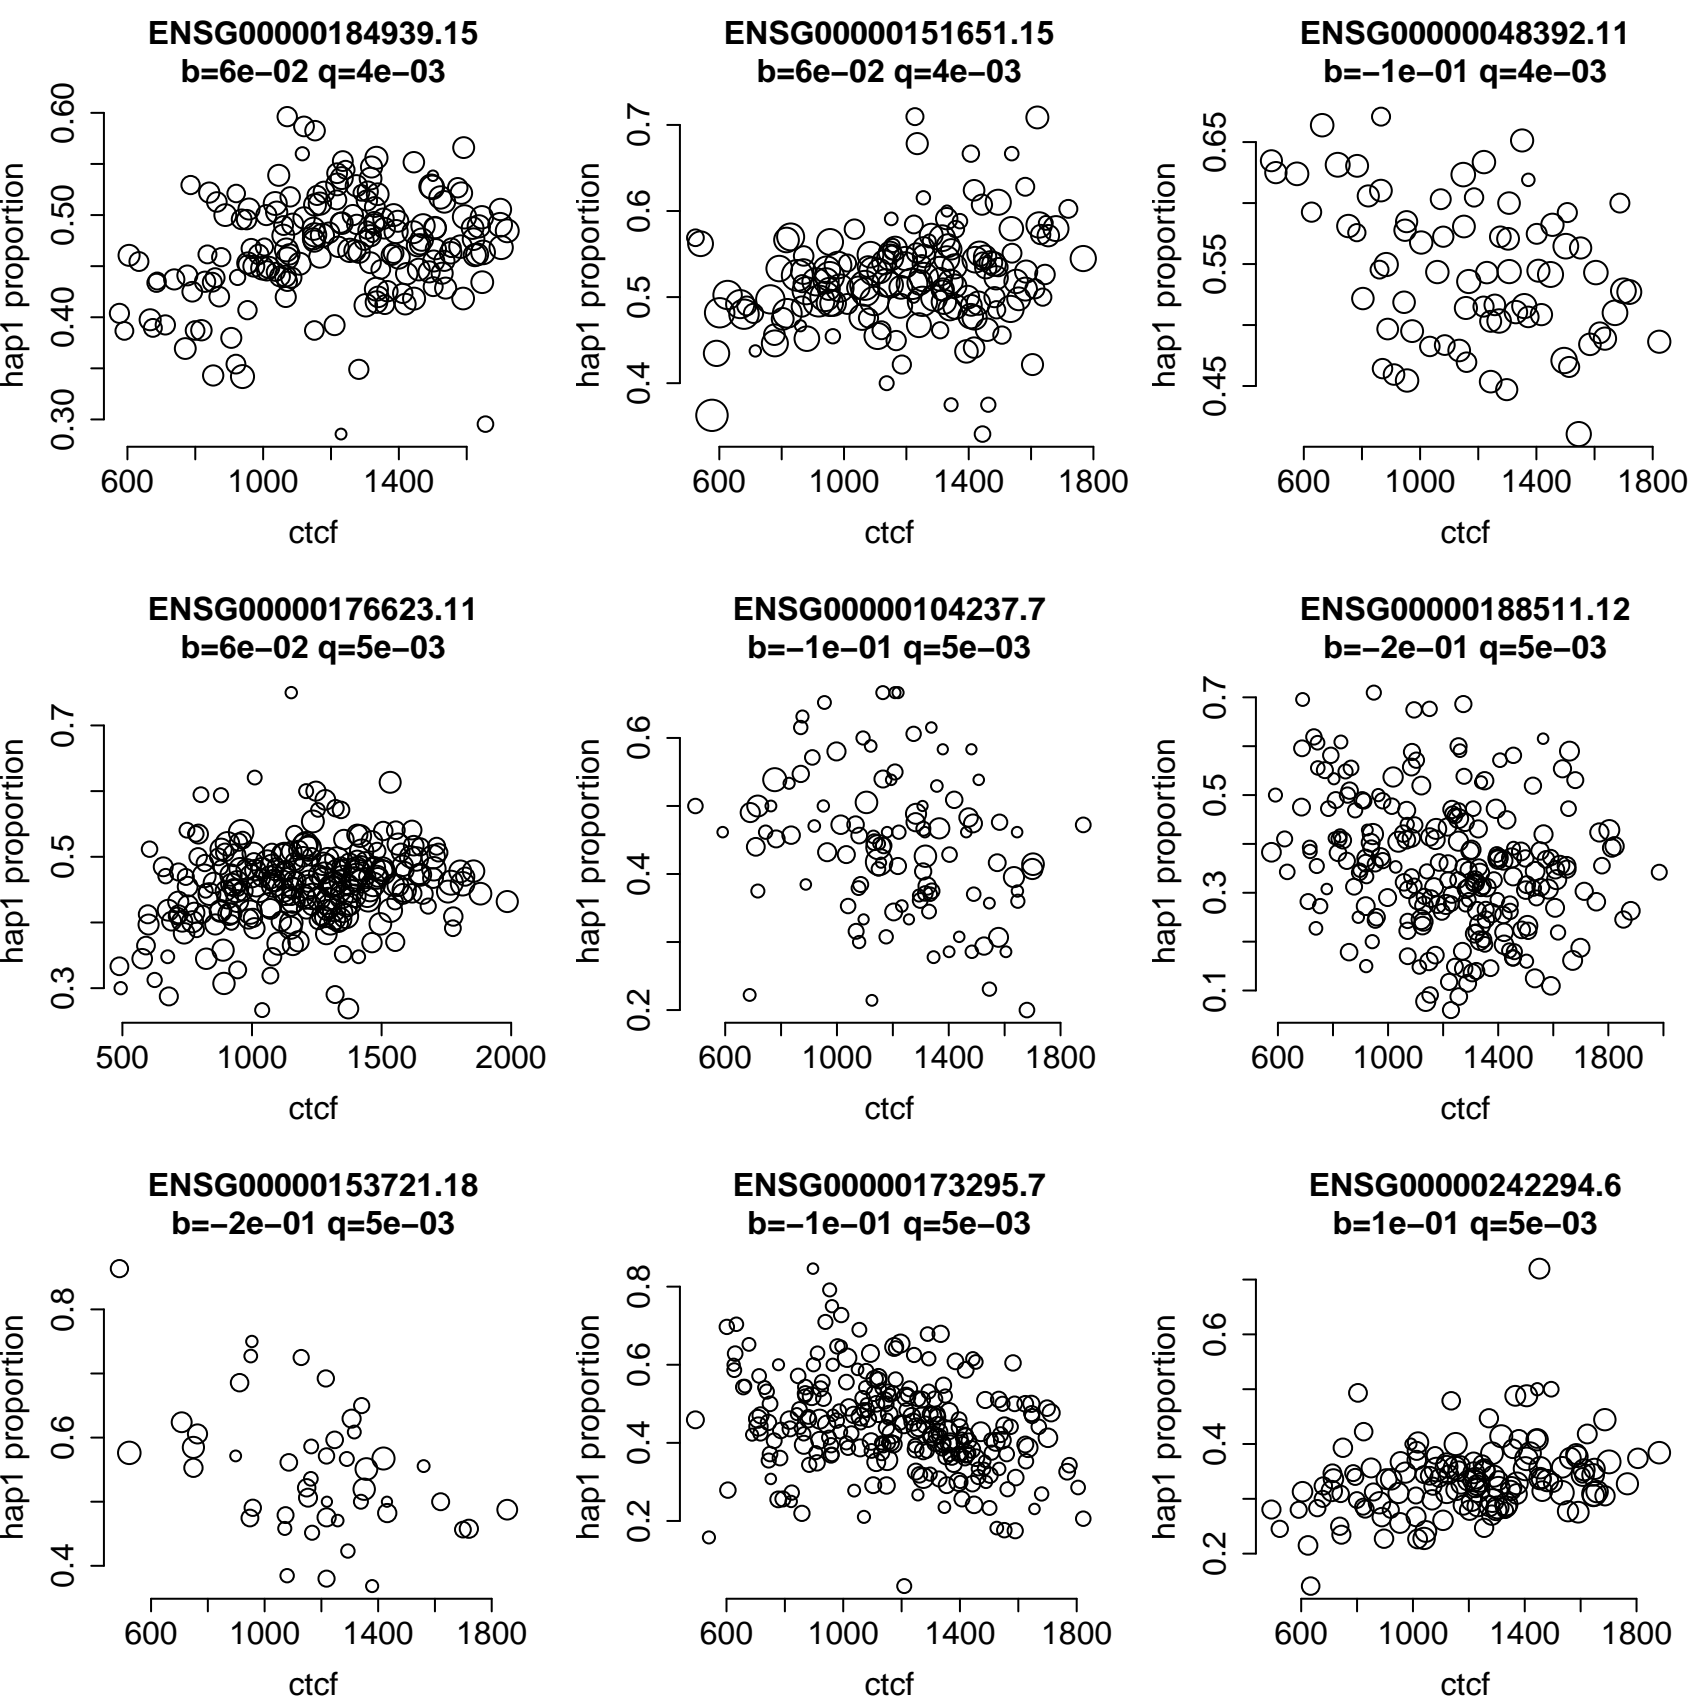 ENSG00000184939.15
b=6e−02 q=4e−03
0.60
0.50
0.40
0.30
hap1 proportion
600 1000 1400
ctcf
ENSG00000151651.15
b=6e−02 q=4e−03
0.7
0.6
0.5
0.4
hap1 proportion
600 1000 1400 1800
ctcf
ENSG00000048392.11
b=−1e−01 q=4e−03
0.65
0.55
0.45
hap1 proportion
600 1000 1400 1800
ctcf
ENSG00000176623.11
b=6e−02 q=5e−03
0.7
0.5
0.3
hap1 proportion
500 1000 1500 2000
ctcf
ENSG00000104237.7
b=−1e−01 q=5e−03
0.6
0.4
0.2
hap1 proportion
600 1000 1400 1800
ctcf
ENSG00000188511.12
b=−2e−01 q=5e−03
0.7
0.5
0.3
0.1
hap1 proportion
600 1000 1400 1800
ctcf
ENSG00000153721.18
b=−2e−01 q=5e−03
0.8
0.6
0.4
hap1 proportion
600 1000 1400 1800
ctcf
ENSG00000173295.7
b=−1e−01 q=5e−03
0.8
0.6
0.4
0.2
hap1 proportion
600 1000 1400 1800
ctcf
ENSG00000242294.6
b=1e−01 q=5e−03
0.6
0.4
0.2
hap1 proportion
600 1000 1400 1800
ctcf